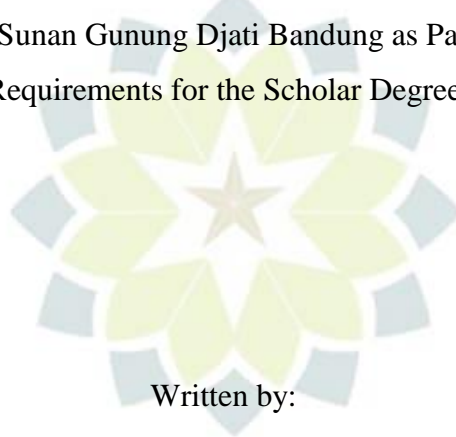 Sunan Gunung Djati Bandung as Pa
Requirements for the Scholar Degree
Written by: